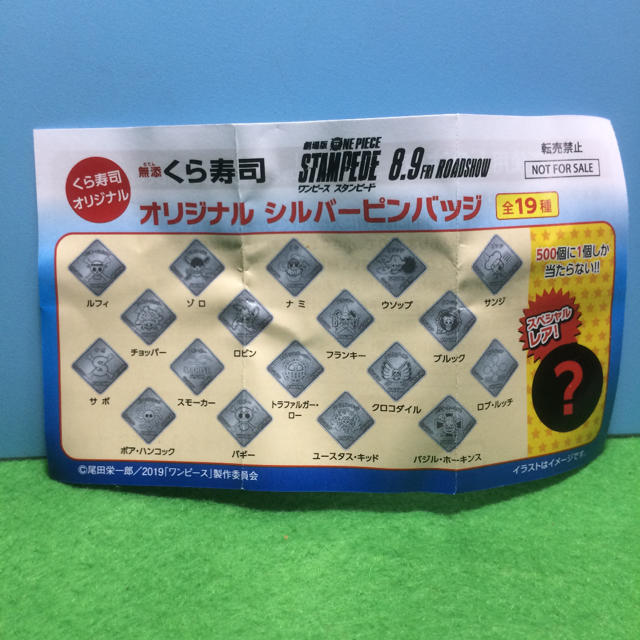 くら寿司
オリジナル
むてん
無添 くら寿司
劇場版 ONE PIECE
STAMPEDE
ワンピース スタンピード
8.9 FRI ROADSHOW
転売禁止
NOT FOR SALE
オリジナル シルバーピンバッジ 全19種
500個に1個しか
当たらない!!
スペシャル
レア!
?
ルフィ ゾロ ナミ ウソップ サンジ
チョッパー ロビン フランキー ブルック
サボ スモーカー トラファルガー・
ロー クロコダイル ロブ・ルッチ
ボア・ハンコック バギー ユースタス・キッド バジル・ホーキンス
©尾田栄一郎/2019「ワンピース」製作委員会
イラストはイメージです。